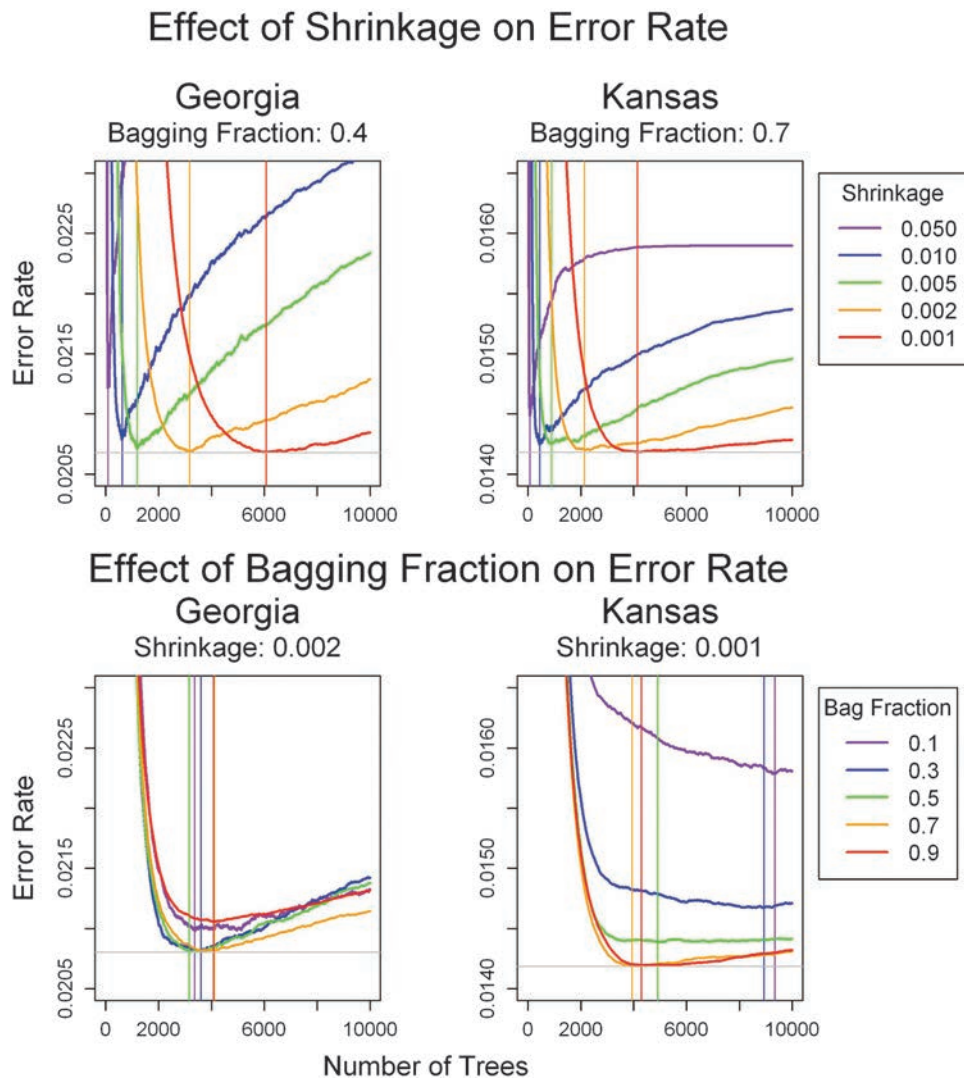 Effect of Shrinkage on Error Rate
Georgia
Bagging Fraction: 0.4
Kansas
Bagging Fraction: 0.7
Error Rate
0.0205 0.0215 0.0225
0 2000 6000 10000
0.0140 0.0150 0.0160
0 2000 6000 10000
Shrinkage
0.050
0.010
0.005
0.002
0.001
Effect of Bagging Fraction on Error Rate
Georgia
Shrinkage: 0.002
Kansas
Shrinkage: 0.001
Error Rate
0.0205 0.0215 0.0225
0 2000 6000 10000
0.0140 0.0150 0.0160
0 2000 6000 10000
Bag Fraction
0.1
0.3
0.5
0.7
0.9
Number of Trees